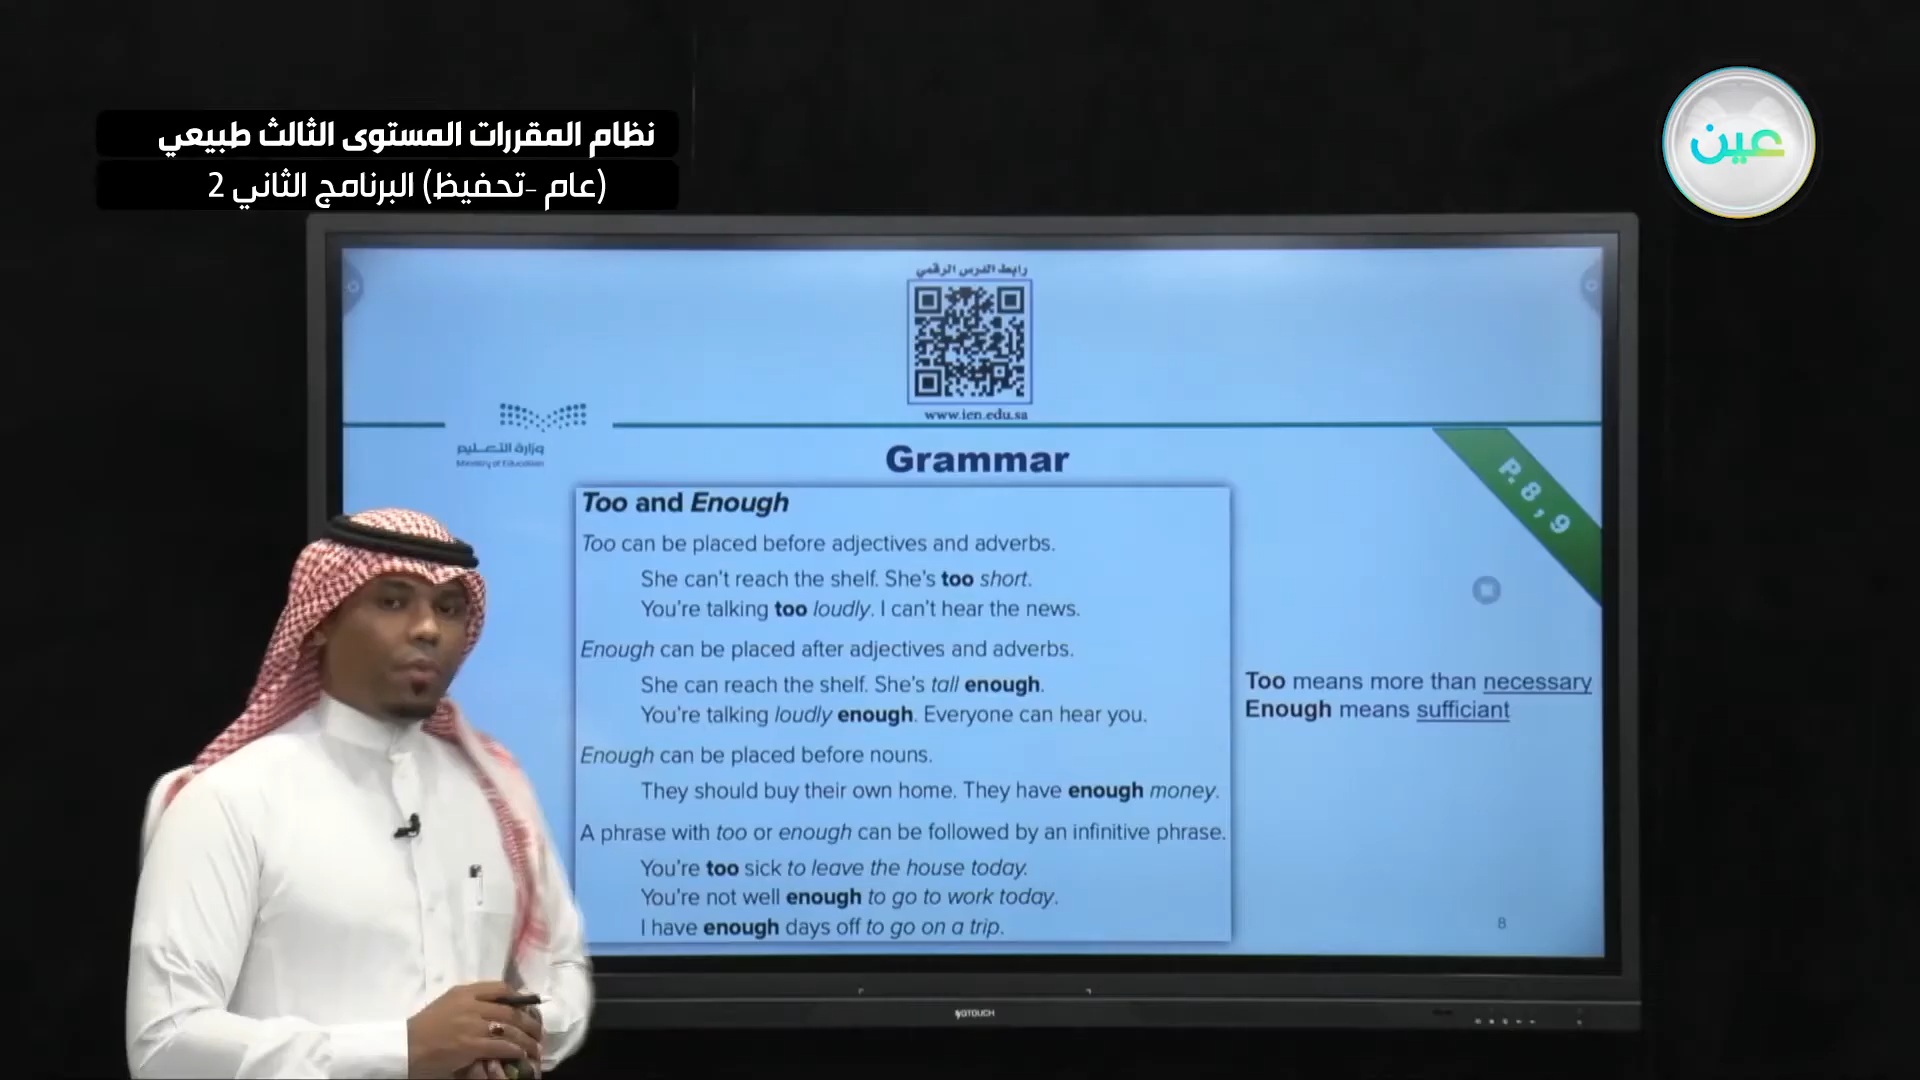 نظام المقررات المستوى الثالث طبيعي
(عام -تحفيظ) البرنامج الثاني 2
عين
رابط الدرس الرقمي
www.ien.edu.sa
وزارة التعليم
Ministry of Education
Grammar
P. 8 , 9
Too and Enough
Too can be placed before adjectives and adverbs.
She can't reach the shelf. She's too short.
You're talking too loudly. I can't hear the news.
Enough can be placed after adjectives and adverbs.
She can reach the shelf. She's tall enough.
You're talking loudly enough. Everyone can hear you.
Enough can be placed before nouns.
They should buy their own home. They have enough money.
A phrase with too or enough can be followed by an infinitive phrase.
You're too sick to leave the house today.
You're not well enough to go to work today.
I have enough days off to go on a trip.
Too means more than necessary
Enough means sufficiant
8